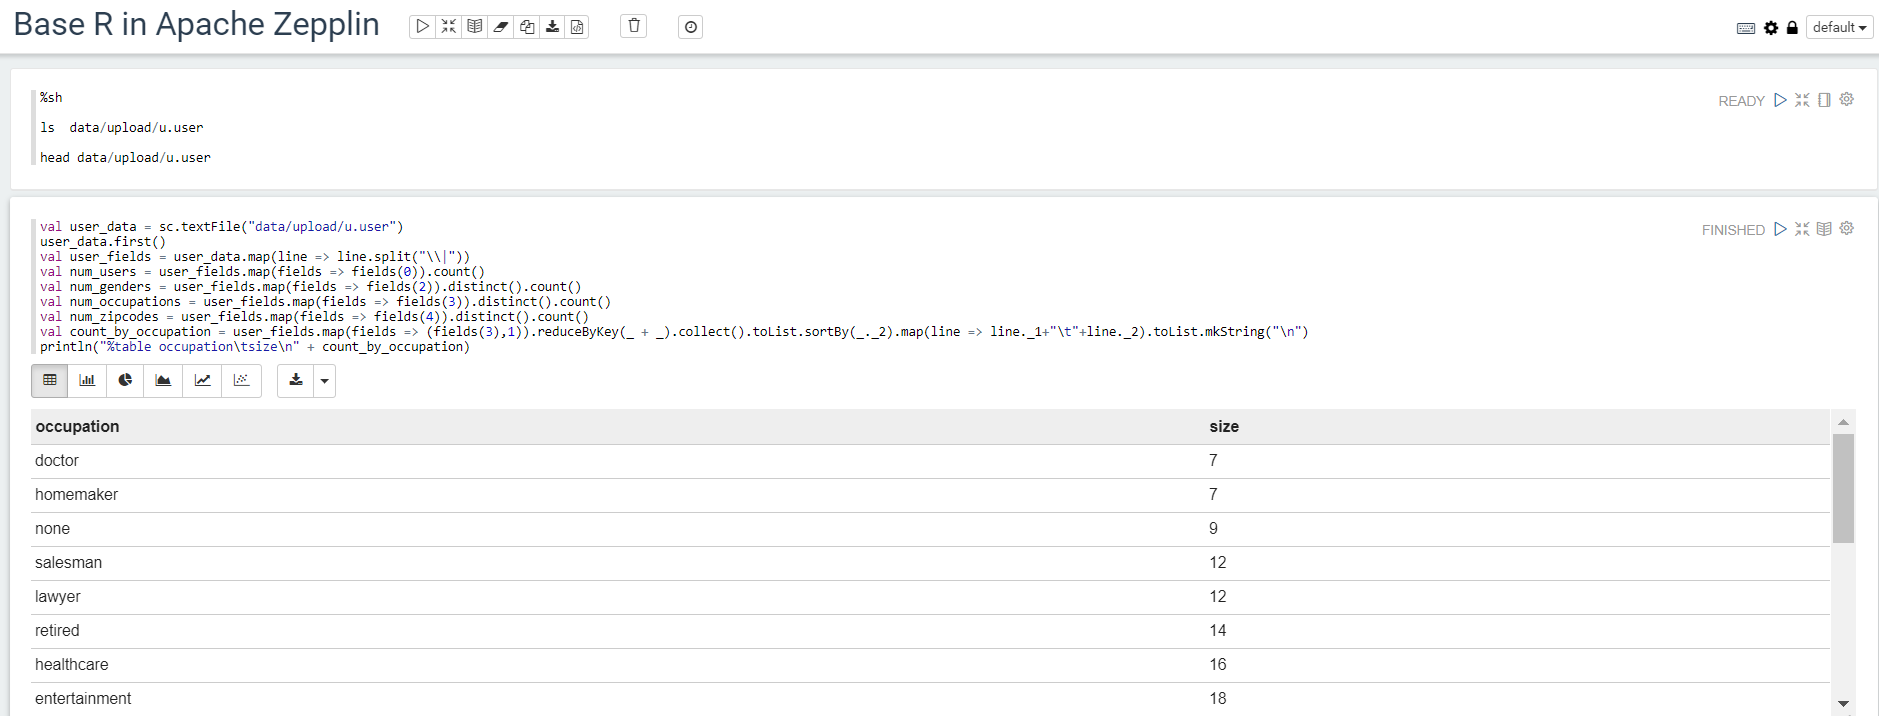 Base R in Apache Zepplin
default
%sh
READY
ls  data/upload/u.user
head data/upload/u.user
val user_data = sc.textFile("data/upload/u.user")
FINISHED
user_data.first()
val user_fields = user_data.map(line => line.split("\\|"))
val num_users = user_fields.map(fields => fields(0)).count()
val num_genders = user_fields.map(fields => fields(2)).distinct().count()
val num_occupations = user_fields.map(fields => fields(3)).distinct().count()
val num_zipcodes = user_fields.map(fields => fields(4)).distinct().count()
val count_by_occupation = user_fields.map(fields => (fields(3),1)).reduceByKey(_ + _).collect().toList.sortBy(_._2).map(line => line._1+"\t"+line._2).toList.mkString("\n")
println("%table occupation\tsize\n" + count_by_occupation)
occupation size
doctor 7
homemaker 7
none 9
salesman 12
lawyer 12
retired 14
healthcare 16
entertainment 18